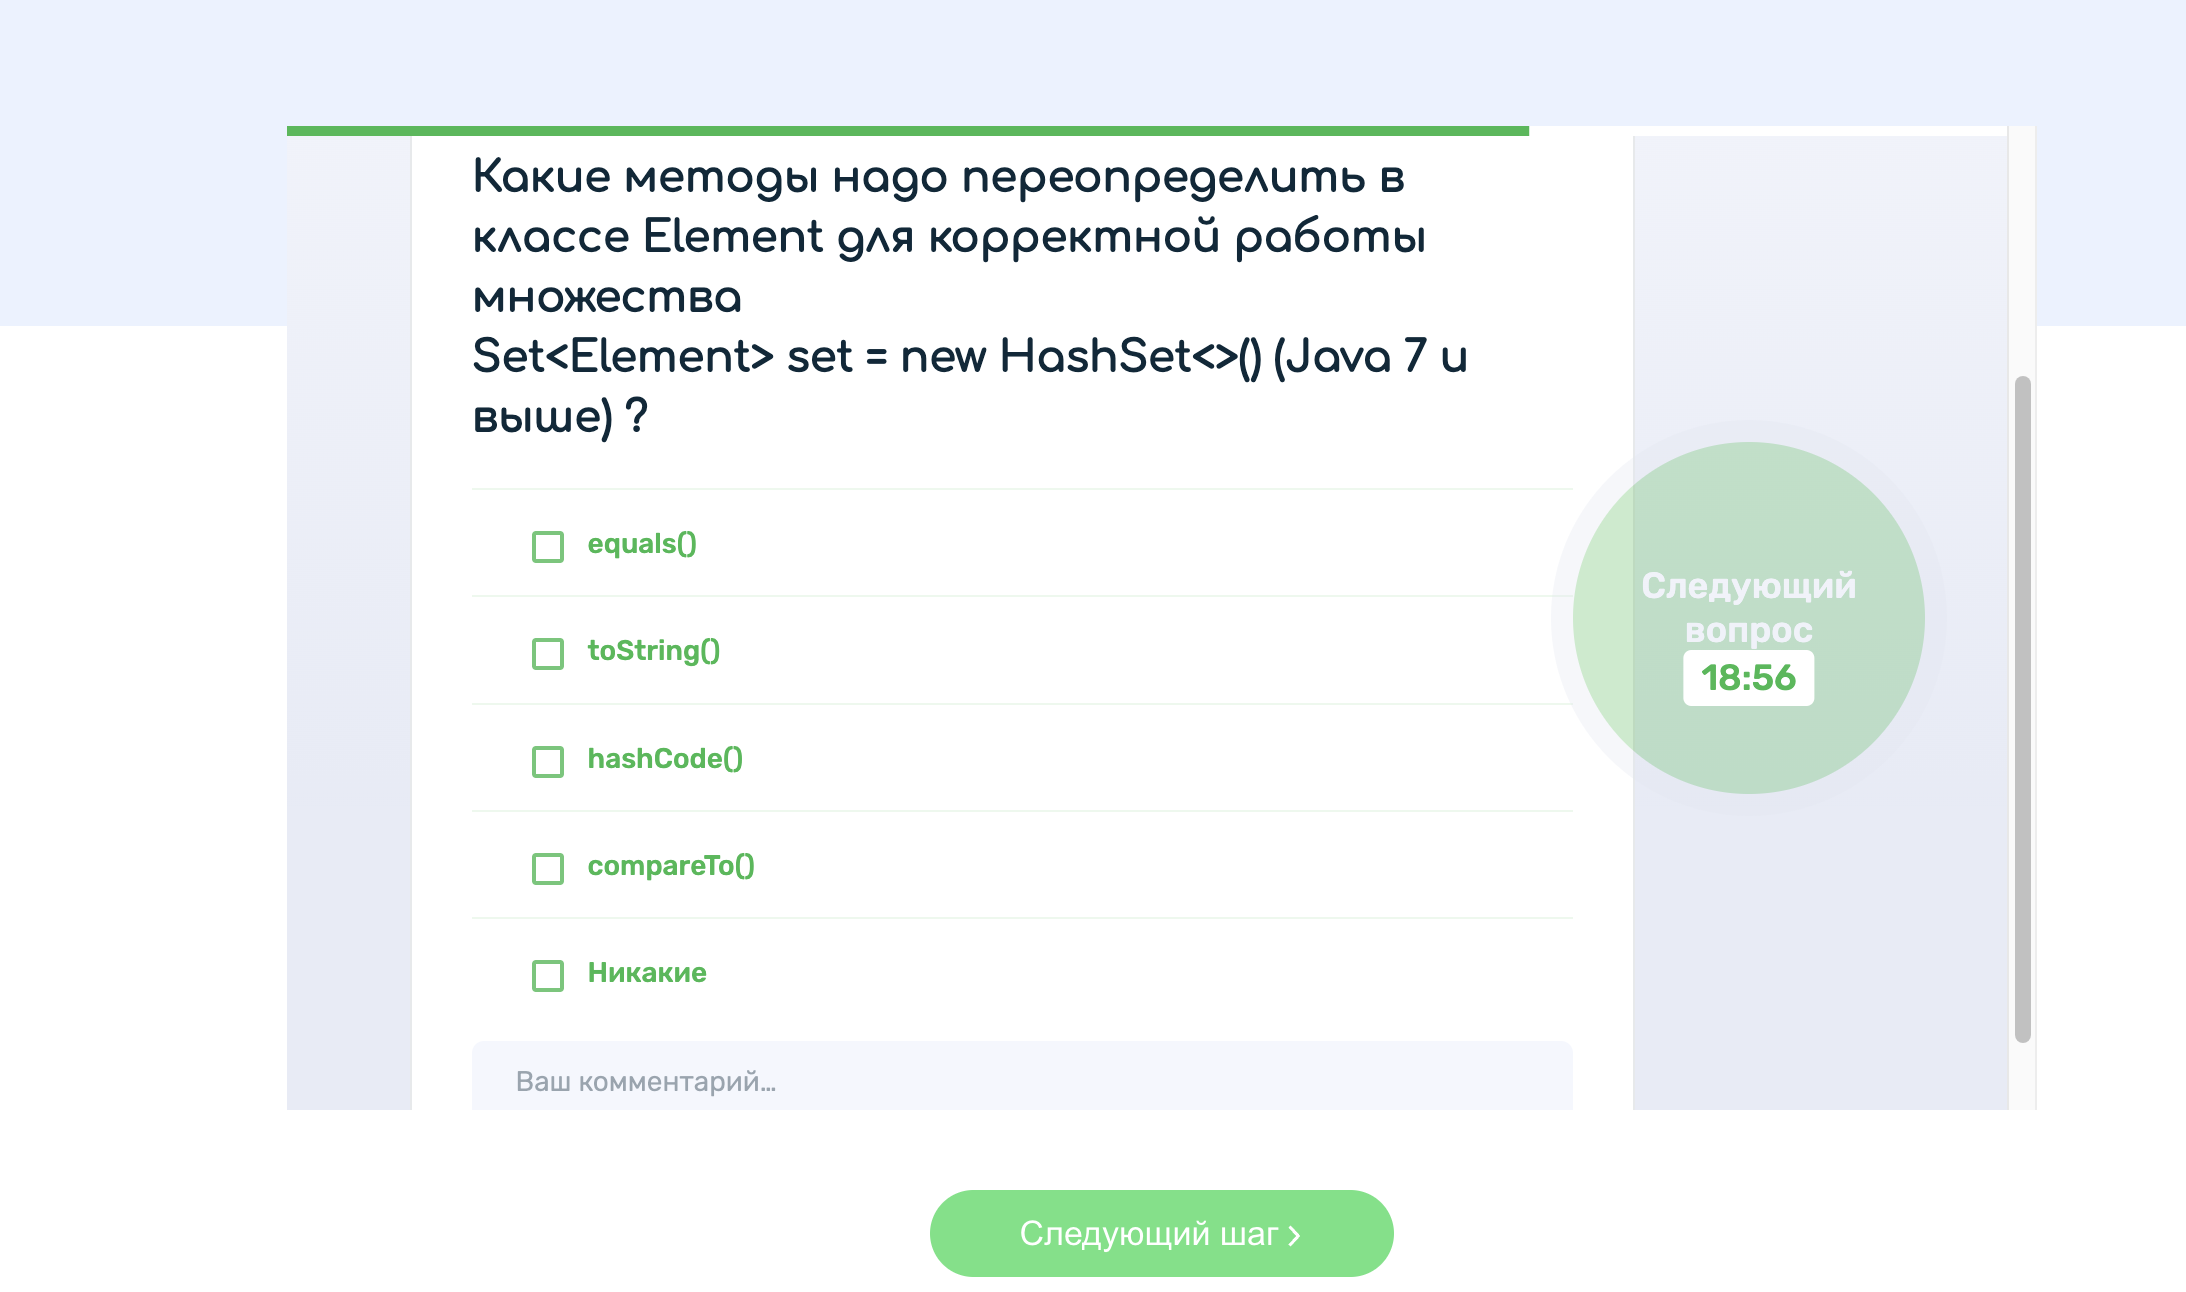 Какие методы надо переопределить в
классе Element для корректной работы
множества
Set<Element> set = new HashSet<>() (Java 7 и
выше) ?
equals()
toString()
hashCode()
compareTo()
Никакие
Ваш комментарий...
Следующий
вопрос
18:56
Следующий шаг >